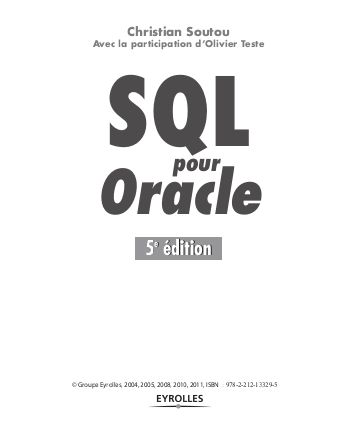 Christian Soutou
Avec la participation d’Olivier Teste
SQL
pour
Oracle
5e édition
© Groupe Eyrolles, 2004, 2005, 2008, 2010, 2011, ISBN 978-2-212-13329-5
EYROLLES